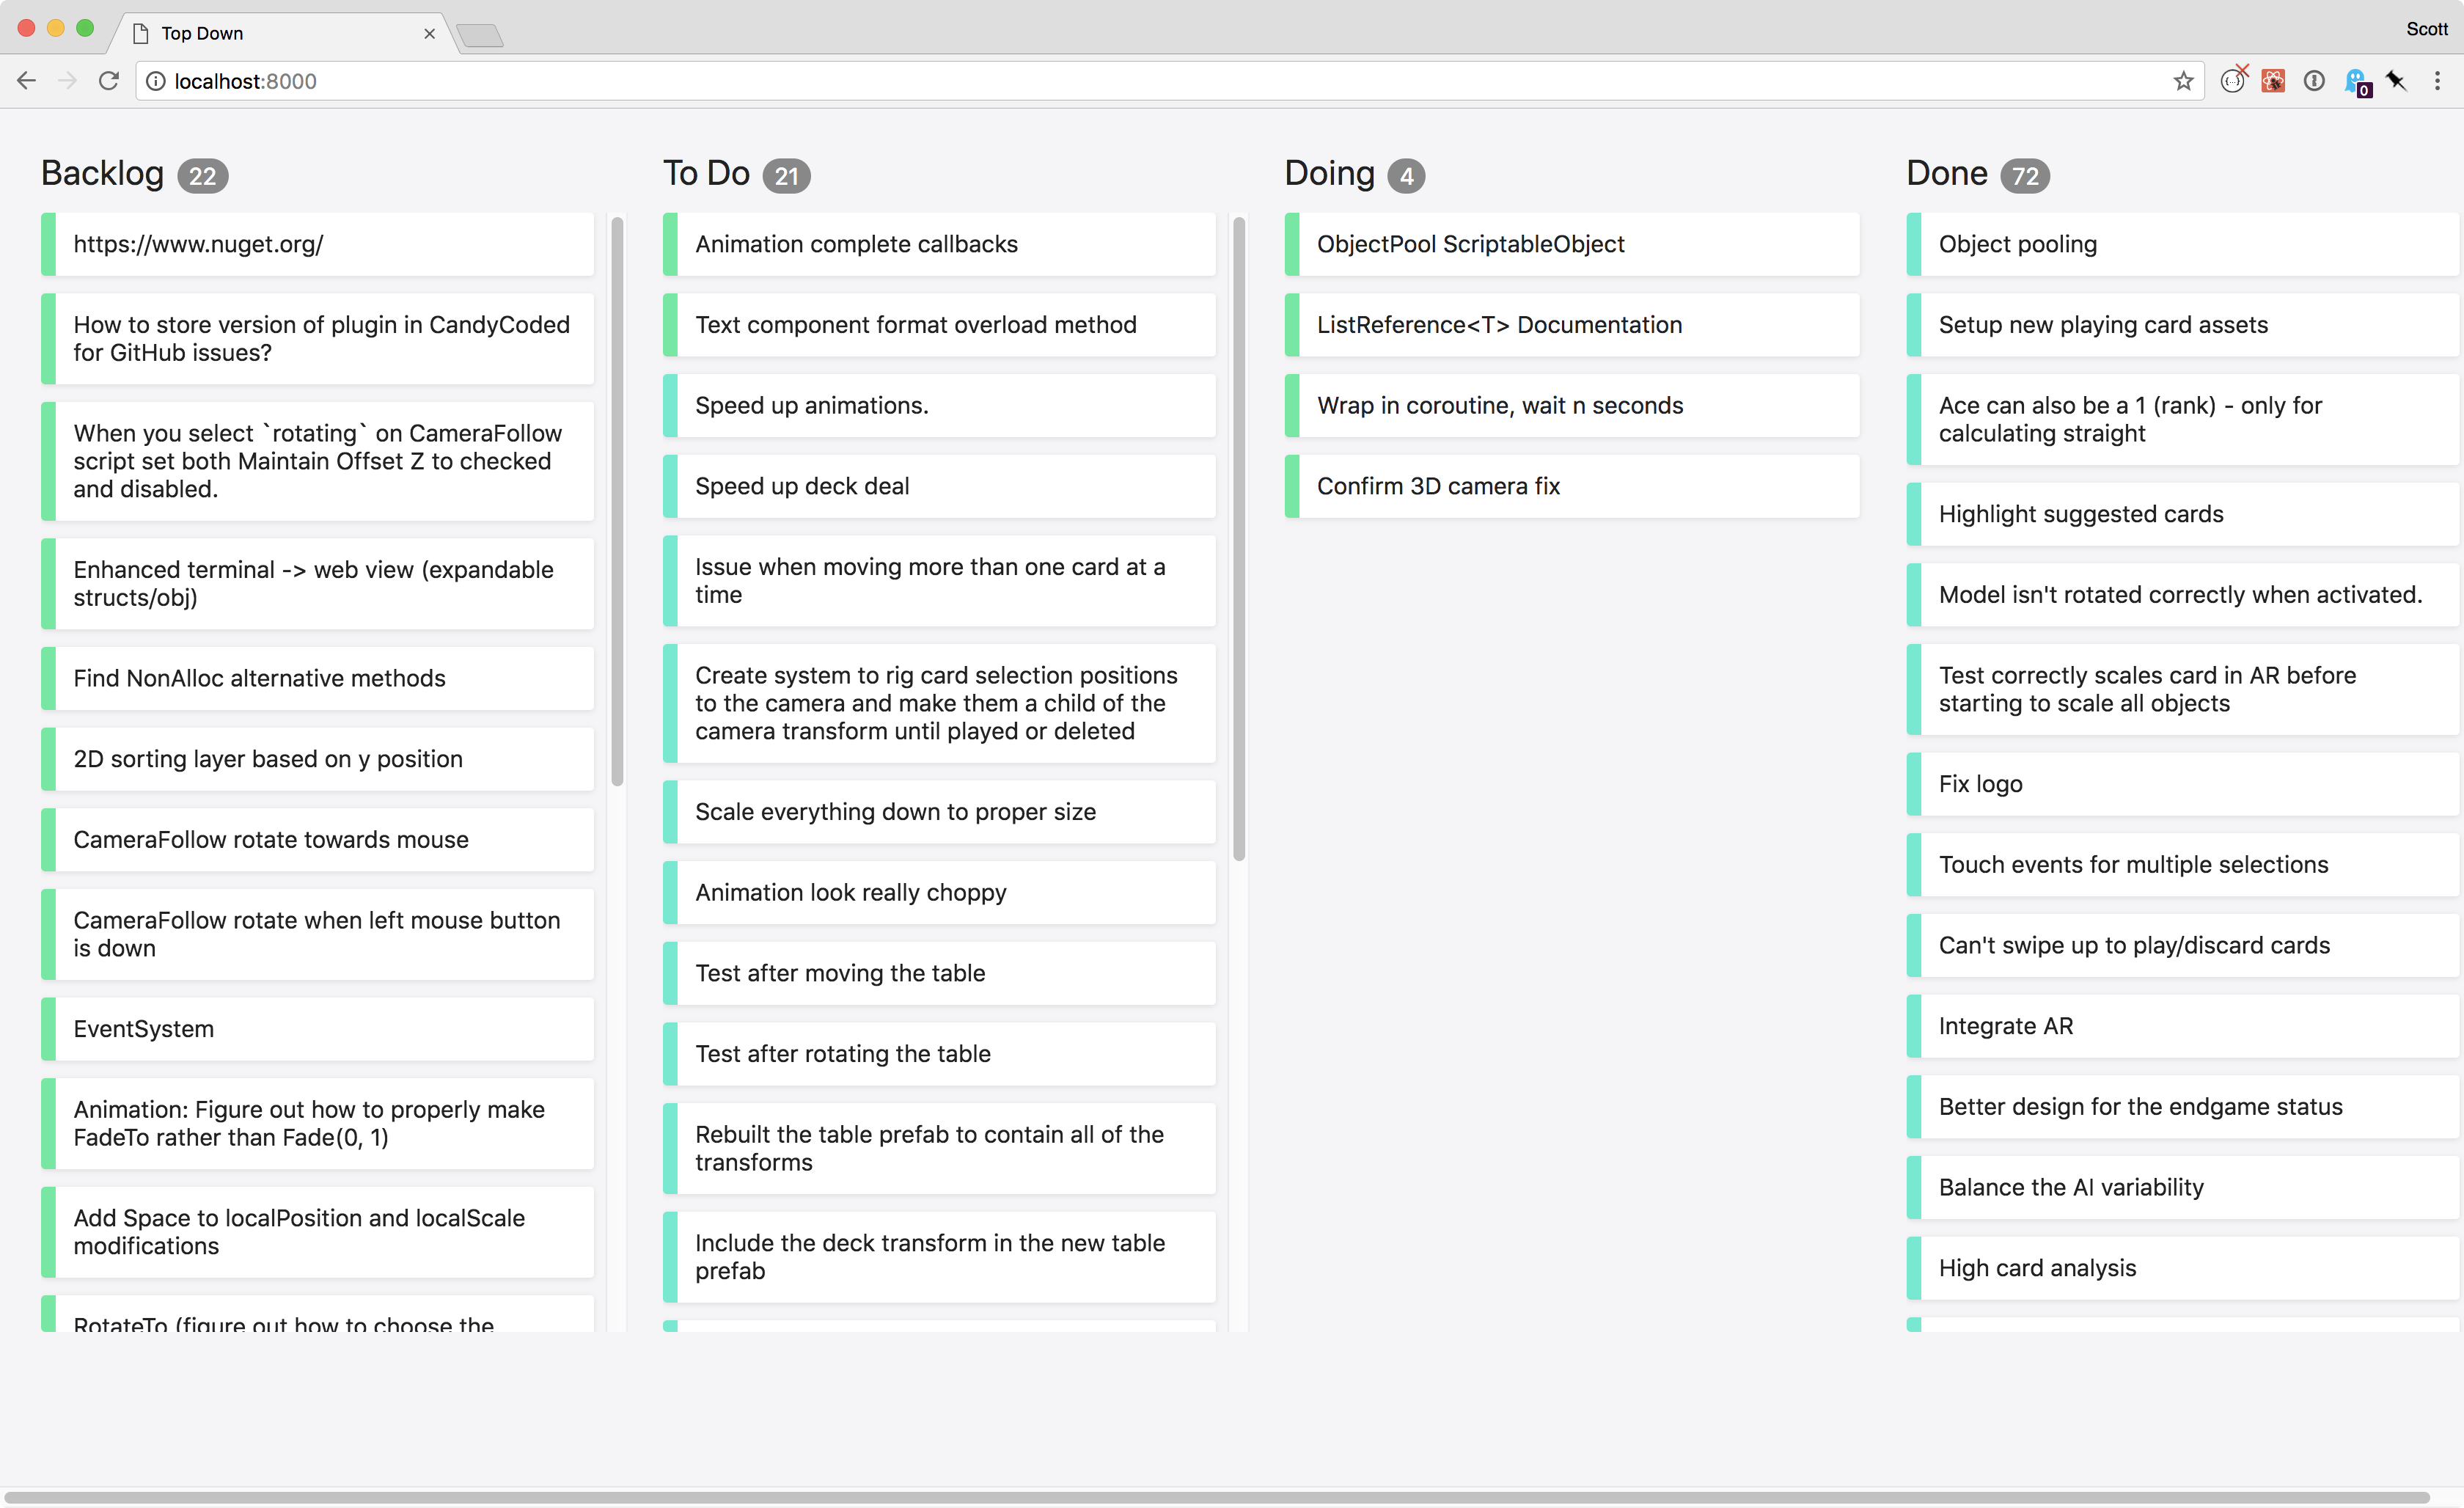 Top Down
Scott
localhost:8000
0
Backlog 22
https://www.nuget.org/
How to store version of plugin in CandyCoded
for GitHub issues?
When you select `rotating` on CameraFollow
script set both Maintain Offset Z to checked
and disabled.
Enhanced terminal -> web view (expandable
structs/obj)
Find NonAlloc alternative methods
2D sorting layer based on y position
CameraFollow rotate towards mouse
CameraFollow rotate when left mouse button
is down
EventSystem
Animation: Figure out how to properly make
FadeTo rather than Fade(0, 1)
Add Space to localPosition and localScale
modifications
RotateTo (figure out how to choose the
To Do 21
Animation complete callbacks
Text component format overload method
Speed up animations.
Speed up deck deal
Issue when moving more than one card at a
time
Create system to rig card selection positions
to the camera and make them a child of the
camera transform until played or deleted
Scale everything down to proper size
Animation look really choppy
Test after moving the table
Test after rotating the table
Rebuilt the table prefab to contain all of the
transforms
Include the deck transform in the new table
prefab
Doing 4
ObjectPool ScriptableObject
ListReference<T> Documentation
Wrap in coroutine, wait n seconds
Confirm 3D camera fix
Done 72
Object pooling
Setup new playing card assets
Ace can also be a 1 (rank) - only for
calculating straight
Highlight suggested cards
Model isn't rotated correctly when activated.
Test correctly scales card in AR before
starting to scale all objects
Fix logo
Touch events for multiple selections
Can't swipe up to play/discard cards
Integrate AR
Better design for the endgame status
Balance the AI variability
High card analysis